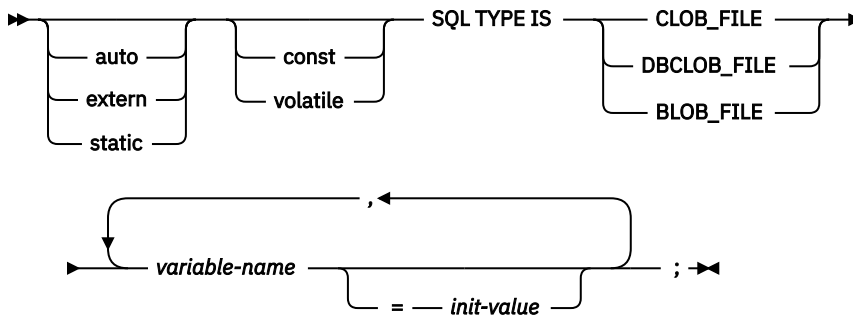 SQL TYPE IS CLOB_FILE
auto const DBCLOB_FILE
extern volatile BLOB_FILE
static
,
variable-name ;
= init-value